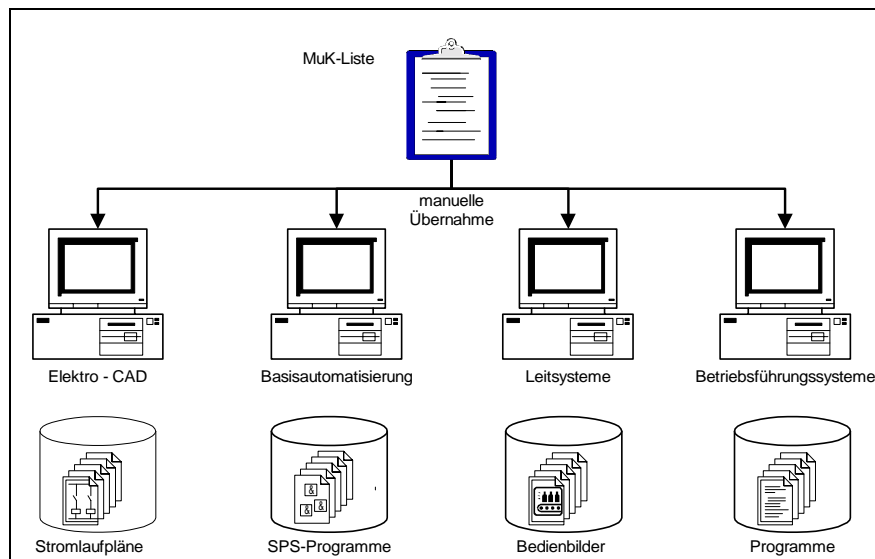 MuK-Liste
manuelle
Übernahme
Elektro - CAD
Basisautomatisierung
Leitsysteme
Betriebsführungssysteme
& & &
Stromlaufpläne
SPS-Programme
Bedienbilder
Programme